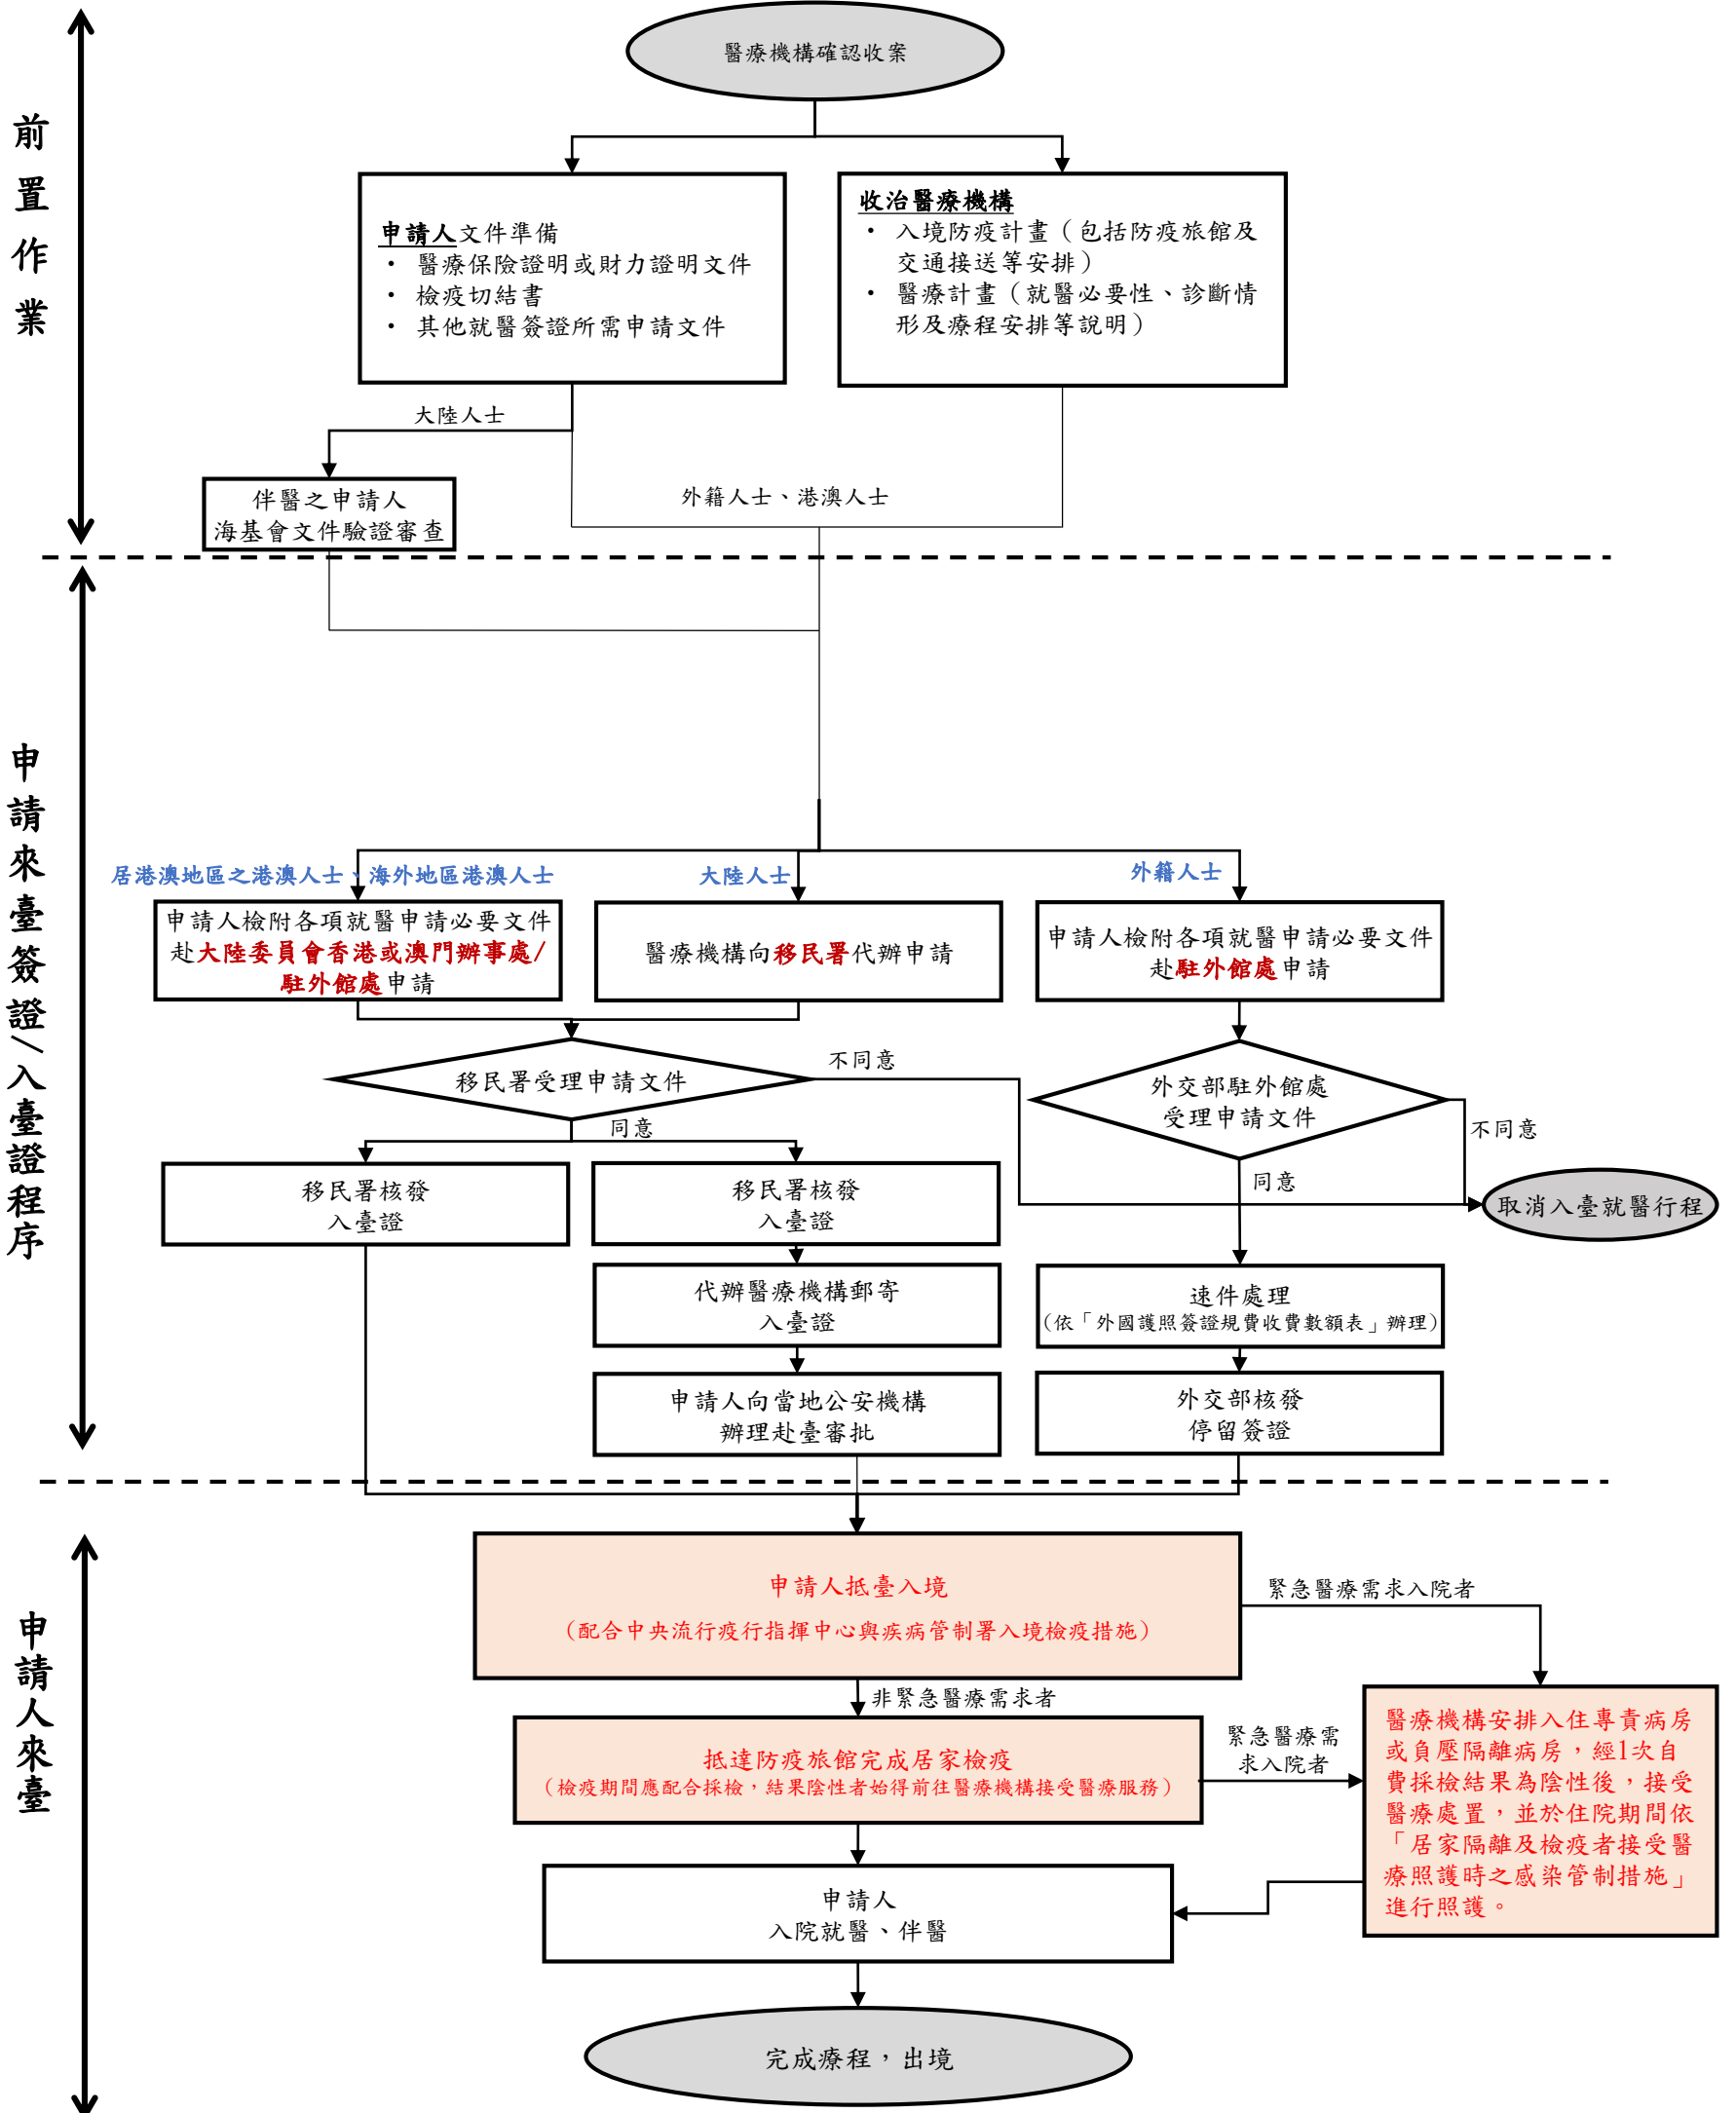 前置作業
醫療機構確認收案
申請人文件準備
• 醫療保險證明或財力證明文件
• 檢疫切結書
• 其他就醫簽證所需申請文件
收治醫療機構
• 入境防疫計畫（包括防疫旅館及
交通接送等安排）
• 醫療計畫（就醫必要性、診斷情
形及療程安排等說明）
大陸人士
伴醫之申請人
海基會文件驗證審查
外籍人士、港澳人士
申請來臺簽證/入臺證程序
居港澳地區之港澳人士、海外地區港澳人士
大陸人士
外籍人士
申請人檢附各項就醫申請必要文件
赴大陸委員會香港或澳門辦事處/
駐外館處申請
醫療機構向移民署代辦申請
申請人檢附各項就醫申請必要文件
赴駐外館處申請
移民署受理申請文件
不同意
同意
外交部駐外館處
受理申請文件
不同意
同意
取消入臺就醫行程
移民署核發
入臺證
移民署核發
入臺證
代辦醫療機構郵寄
入臺證
申請人向當地公安機構
辦理赴臺審批
速件處理
（依「外國護照簽證規費收費數額表」辦理）
外交部核發
停留簽證
申請人來臺
申請人抵臺入境
（配合中央流行疫行指揮中心與疾病管制署入境檢疫措施）
緊急醫療需求入院者
非緊急醫療需求者
抵達防疫旅館完成居家檢疫
（檢疫期間應配合採檢，結果陰性者始得前往醫療機構接受醫療服務）
緊急醫療需
求入院者
醫療機構安排入住專責病房
或負壓隔離病房，經1次自
費採檢結果為陰性後，接受
醫療處置，並於住院期間依
「居家隔離及檢疫者接受醫
療照護時之感染管制措施」
進行照護。
申請人
入院就醫、伴醫
完成療程，出境